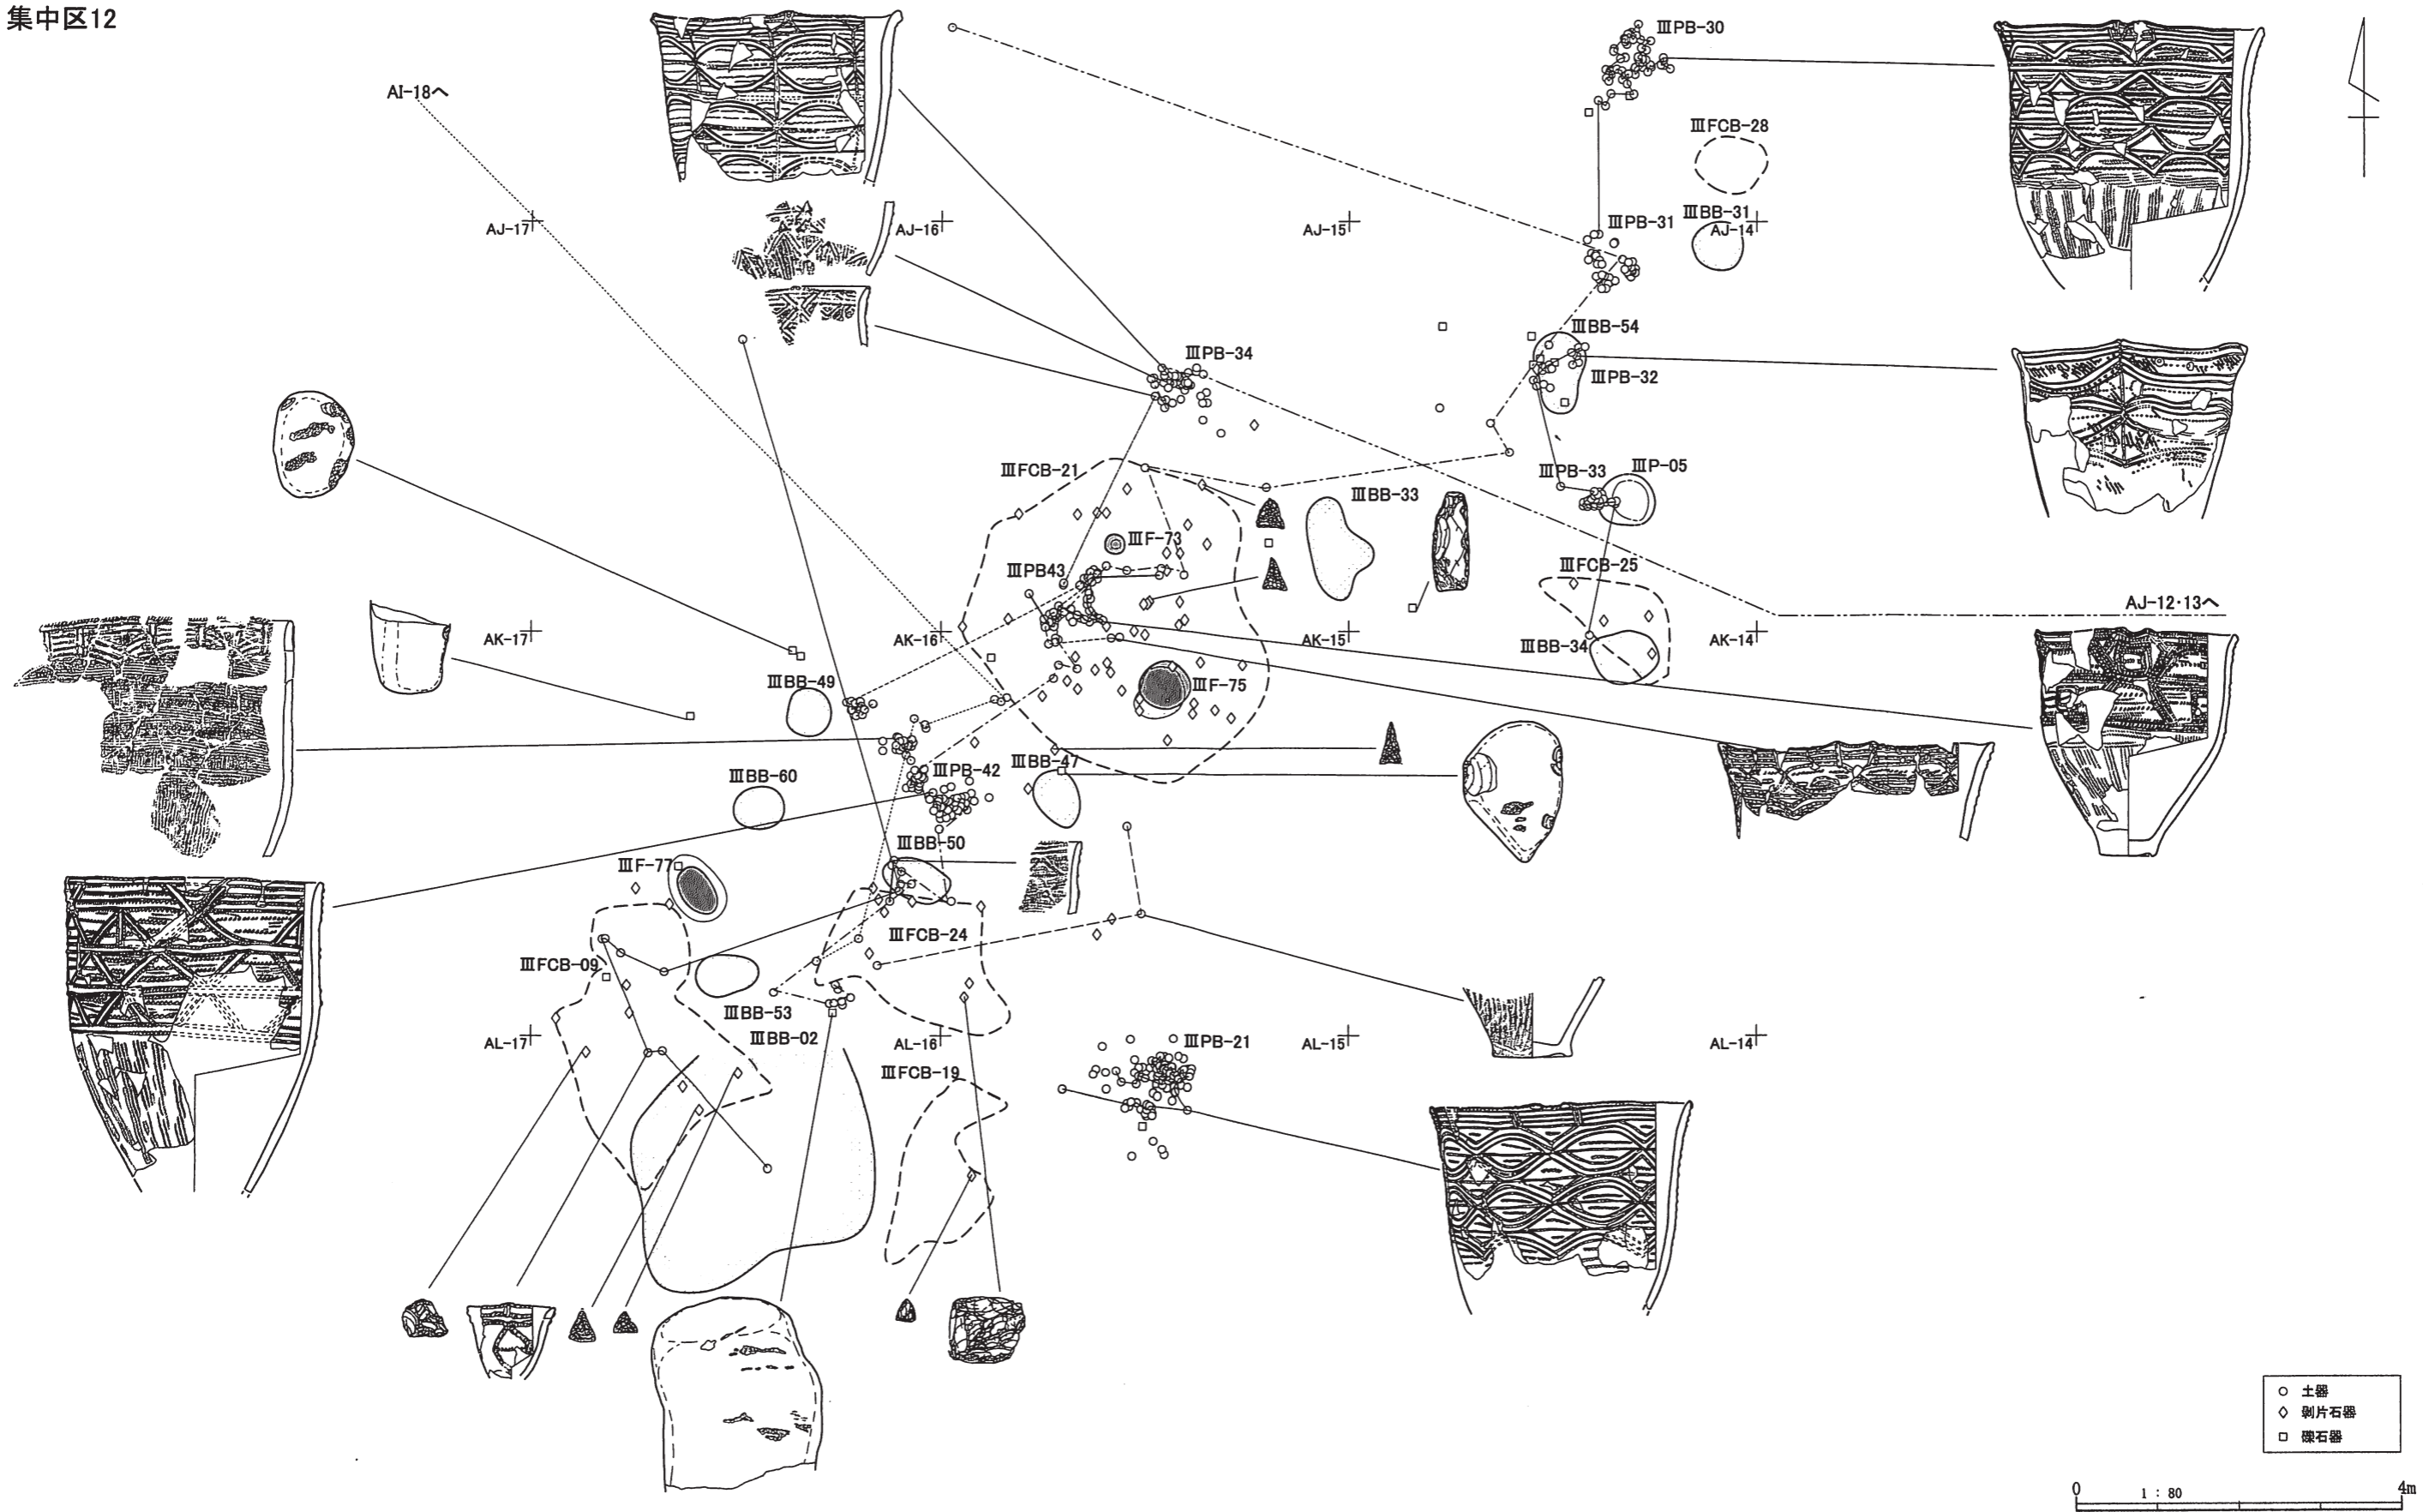 集中区12
ⅢPB-30
AI-18へ
ⅢFCB-28
AJ-17
AJ-16
AJ-15
ⅢPB-31
ⅢBB-31
AJ-14
ⅢBB-54
ⅢPB-34
ⅢPB-32
ⅢFCB-21
ⅢPB-33
ⅢP-05
ⅢBB-33
ⅢF-73
ⅢPB43
ⅢFCB-25
AJ-12・13へ
AK-17
AK-16
AK-15
ⅢBB-34
AK-14
ⅢBB-49
ⅢF-75
ⅢBB-60
ⅢPB-42
ⅢBB-47
ⅢBB-50
ⅢF-77
ⅢFCB-24
ⅢFCB-09
ⅢBB-53
ⅢBB-02
AL-17
AL-16
ⅢPB-21
AL-15
AL-14
ⅢFCB-19
土器
剝片石器
礫石器
0 1 : 80 4m